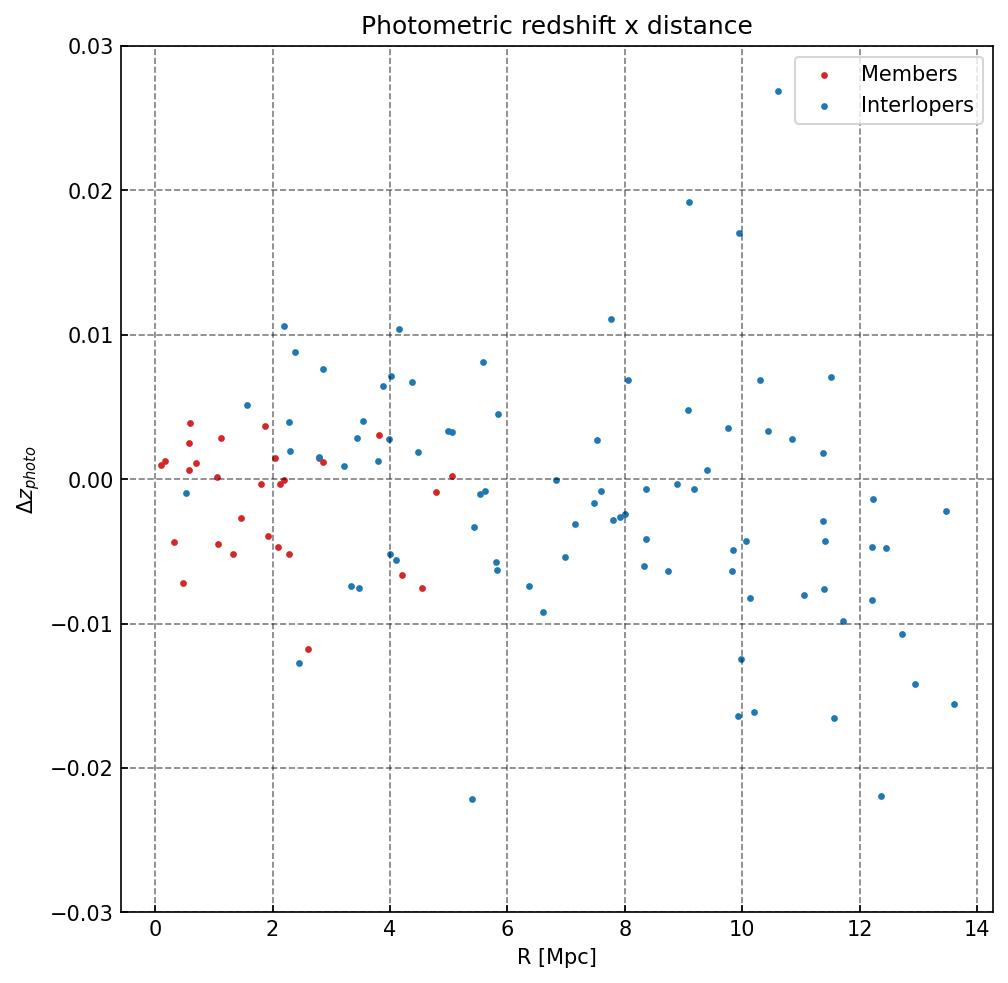 Photometric redshift x distance
Members
Interlopers
0.03
0.02
0.01
0.00
−0.01
−0.02
−0.03
Δz_photo
0 2 4 6 8 10 12 14
R [Mpc]